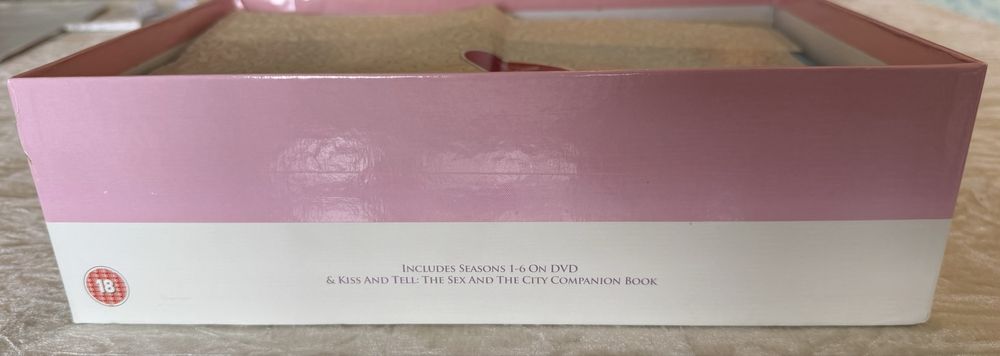 Includes Seasons 1-6 On DVD
& Kiss And Tell: The Sex And The City Companion Book
18